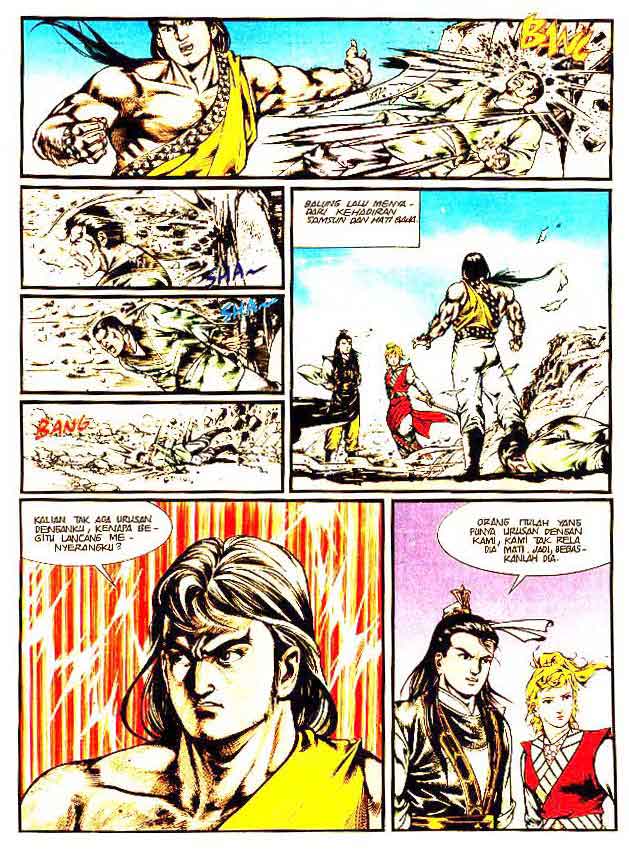 BANG
SHA~
SHA~
BANG
BALUNG LALU MENYA-
DARI KEHADIRAN
SAMSUN DAN HATI BAJA.
KALIAN TAK ADA URUSAN
DENGANKU, KENAPA BE-
GITU LANCANG ME-
NYERANGKU?
ORANG ITULAH YANG
PUNYA URUSAN DENGAN
KAMI, KAMI TAK RELA
DIA MATI. JADI, BEBAS-
KANLAH DIA.